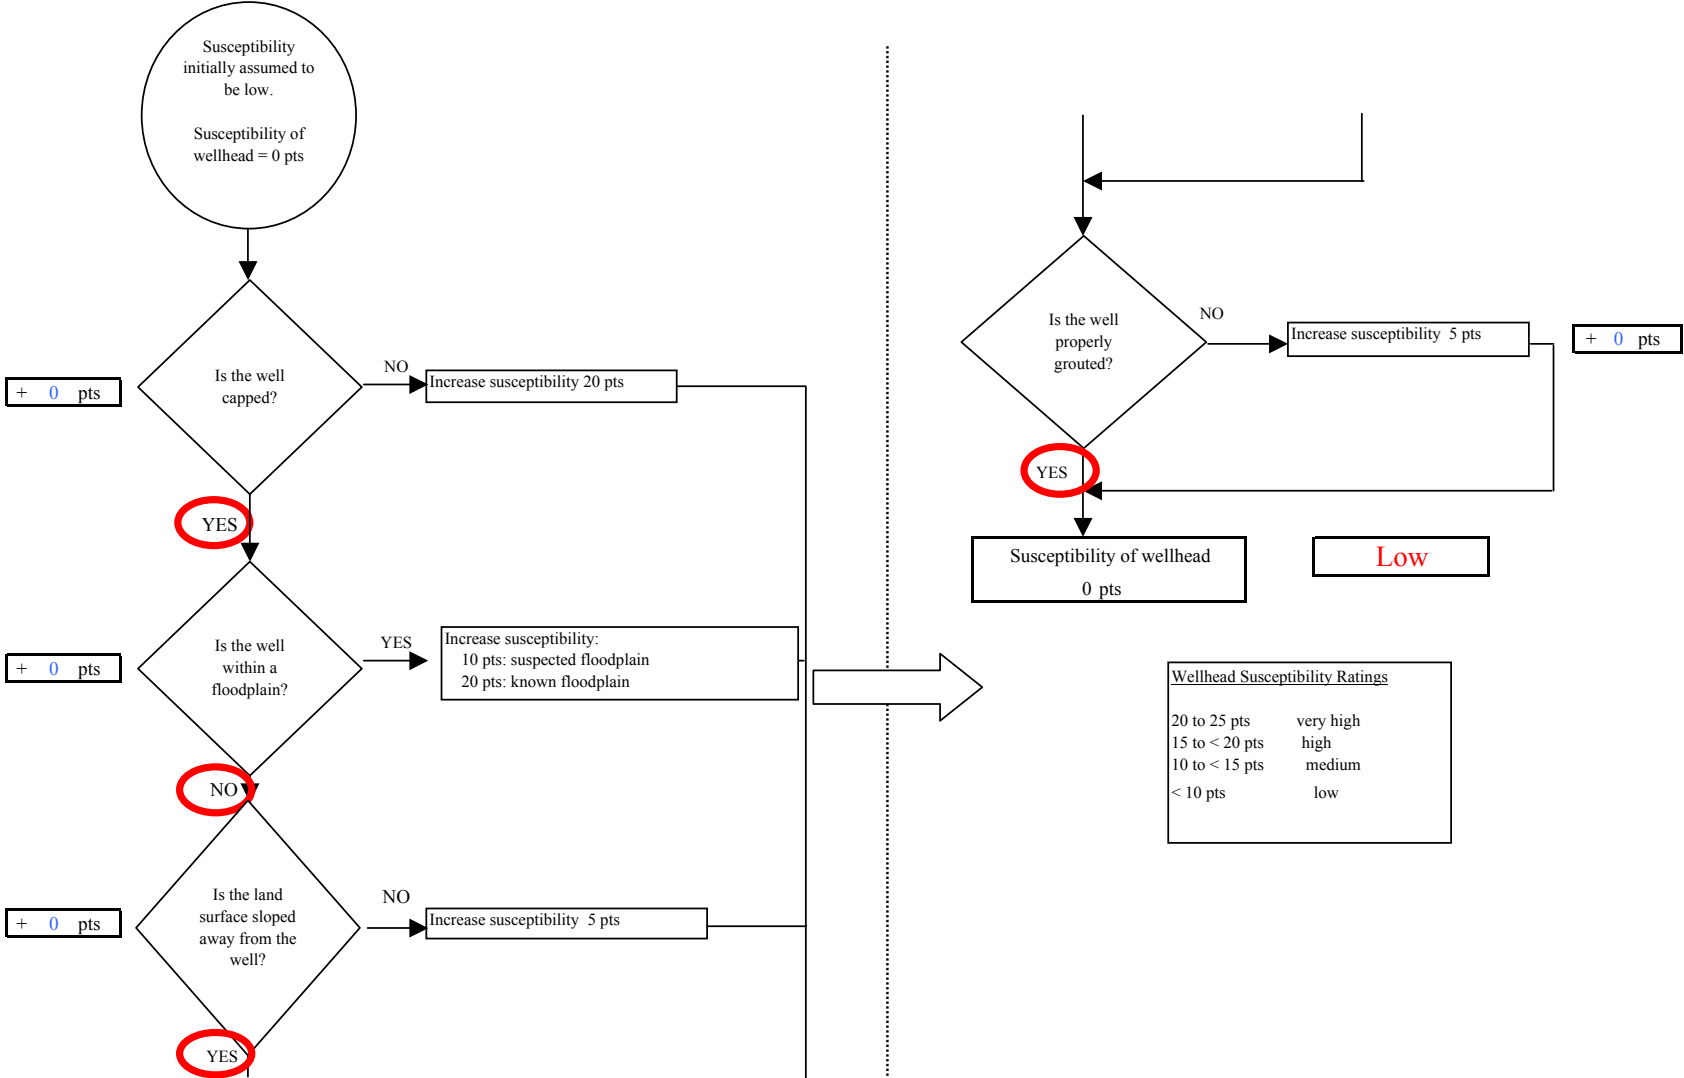 Susceptibility
initially assumed to
be low.
Susceptibility of
wellhead = 0 pts
Is the well
capped?
NO
Increase susceptibility 20 pts
+ 0 pts
YES
Is the well
within a
floodplain?
YES
Increase susceptibility:
10 pts: suspected floodplain
20 pts: known floodplain
+ 0 pts
NO
Is the land
surface sloped
away from the
well?
NO
Increase susceptibility 5 pts
+ 0 pts
YES
Is the well
properly
grouted?
NO
Increase susceptibility 5 pts
+ 0 pts
YES
Susceptibility of wellhead
0 pts
Low
Wellhead Susceptibility Ratings
20 to 25 pts very high
15 to < 20 pts high
10 to < 15 pts medium
< 10 pts low